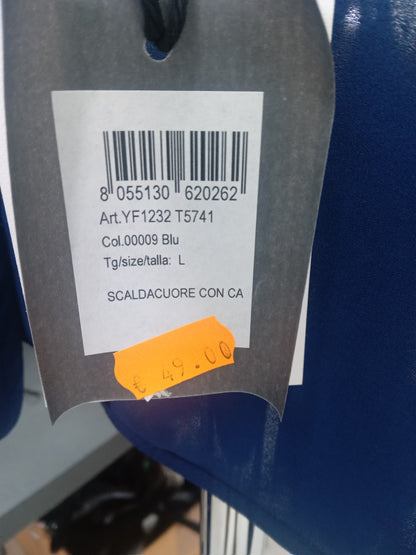 8 055130 620262
Art.YF1232 T5741
Col.00009 Blu
Tg/size/talla: L
SCALDACUORE CON CA
€ 49.00